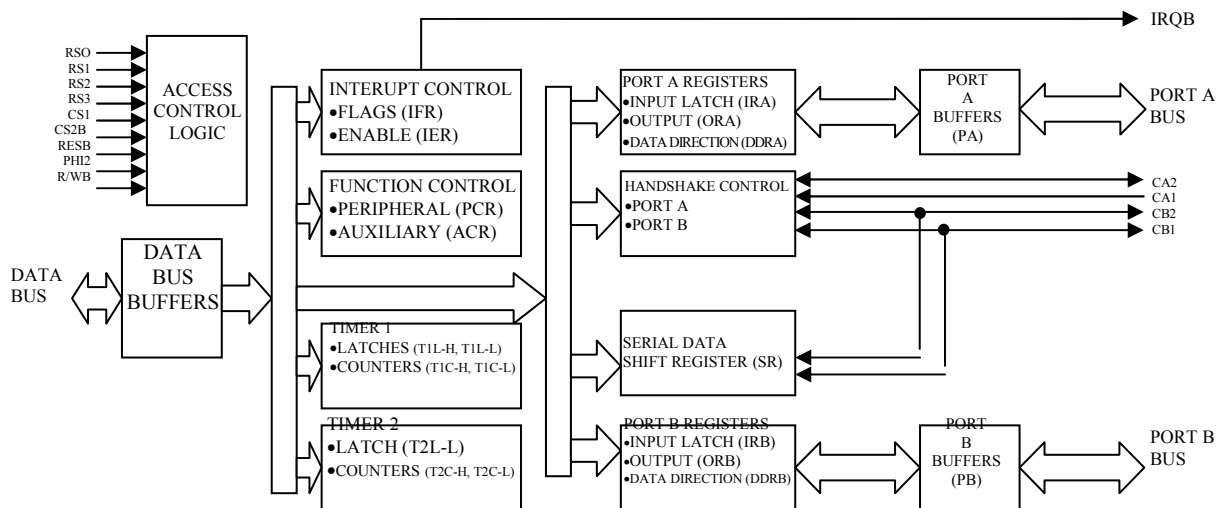 IRQB
RSO
RS1
RS2
RS3
CS1
CS2B
RESB
PHI2
R/WB
ACCESS
CONTROL
LOGIC
INTERUPT CONTROL
•FLAGS (IFR)
•ENABLE (IER)
FUNCTION CONTROL
•PERIPHERAL (PCR)
•AUXILIARY (ACR)
DATA
BUS
DATA
BUS
BUFFERS
TIMER 1
•LATCHES (T1L-H, T1L-L)
•COUNTERS (T1C-H, T1C-L)
TIMER 2
•LATCH (T2L-L)
•COUNTERS (T2C-H, T2C-L)
PORT A REGISTERS
•INPUT LATCH (IRA)
•OUTPUT (ORA)
•DATA DIRECTION (DDRA)
PORT
A
BUFFERS
(PA)
PORT A
BUS
HANDSHAKE CONTROL
•PORT A
•PORT B
CA2
CA1
CB2
CB1
SERIAL DATA
SHIFT REGISTER (SR)
PORT B REGISTERS
•INPUT LATCH (IRB)
•OUTPUT (ORB)
•DATA DIRECTION (DDRB)
PORT
B
BUFFERS
(PB)
PORT B
BUS